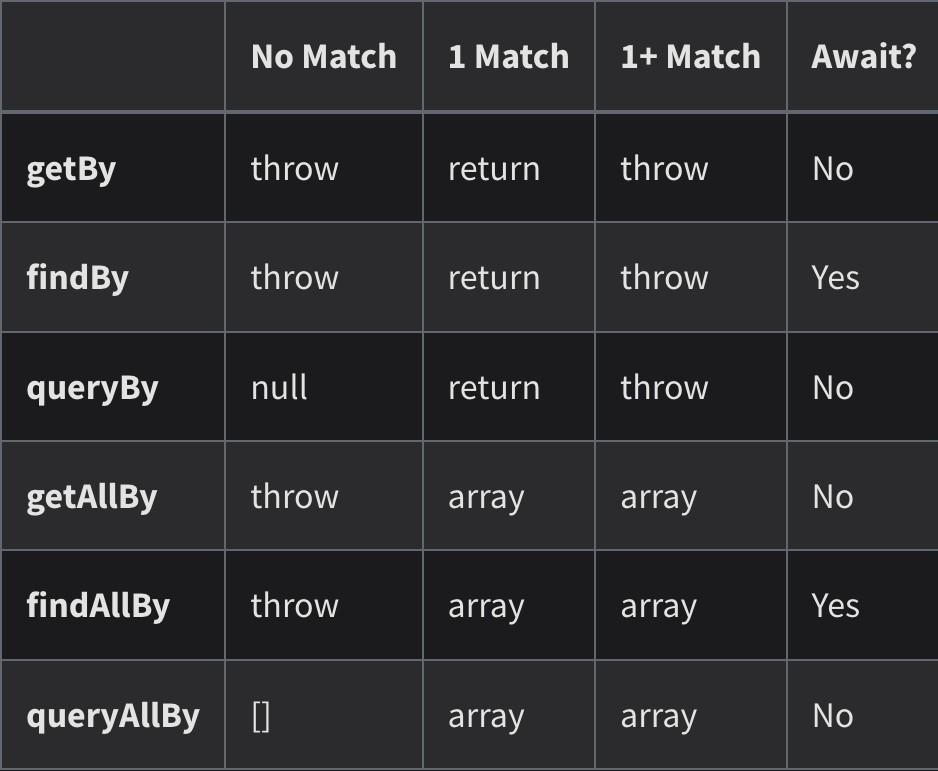 No Match 1 Match 1+ Match Await?
getBy throw return throw No
findBy throw return throw Yes
queryBy null return throw No
getAllBy throw array array No
findAllBy throw array array Yes
queryAllBy [] array array No